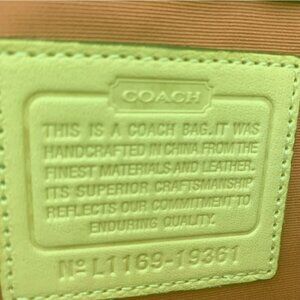 COACH
THIS IS A COACH BAG. IT WAS
HANDCRAFTED IN CHINA FROM THE
FINEST MATERIALS AND LEATHER.
ITS SUPERIOR CRAFTSMANSHIP
REFLECTS OUR COMMITMENT TO
ENDURING QUALITY.
Nº L1169-19361